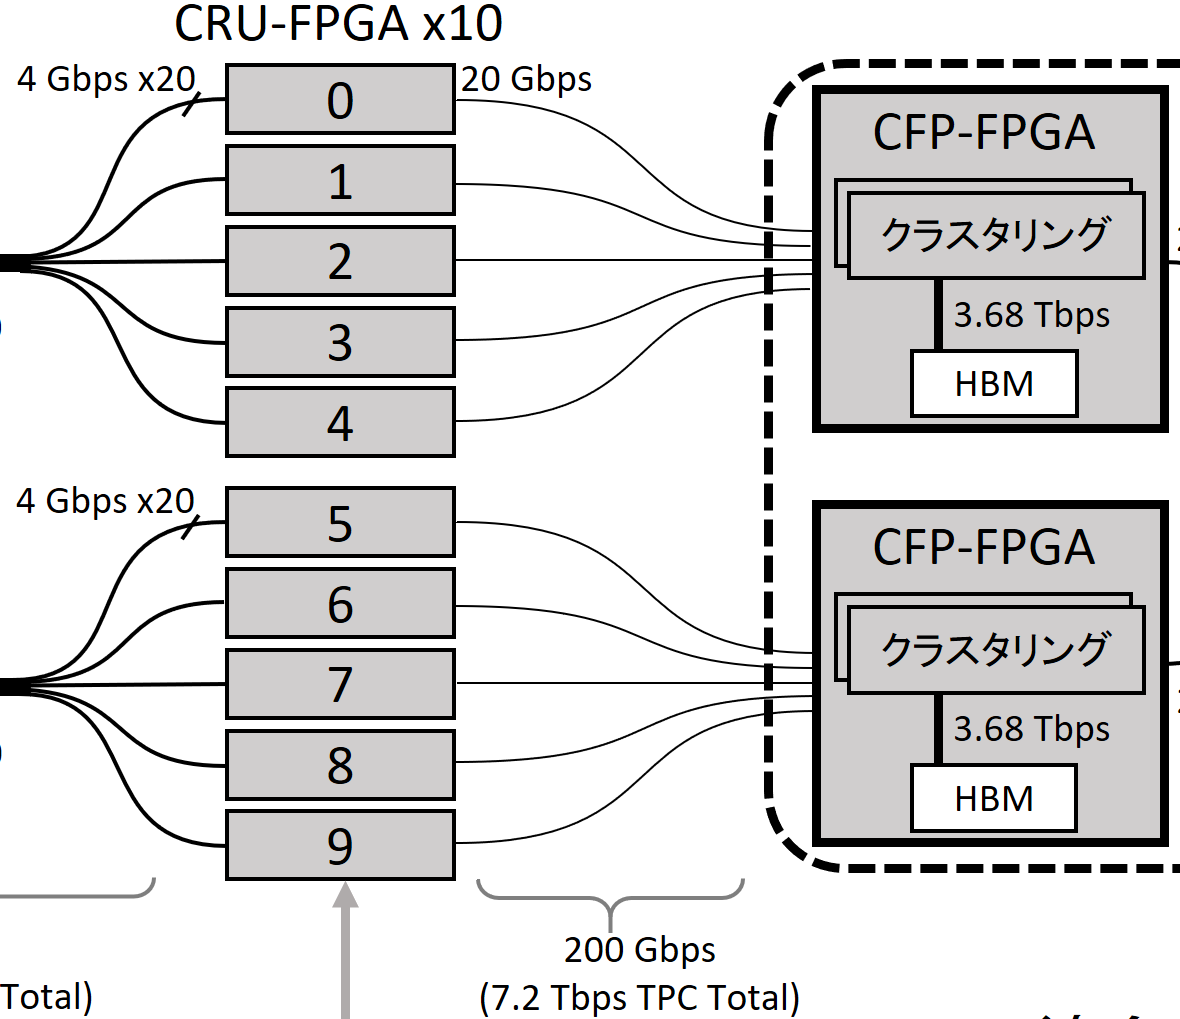 CRU-FPGA x10
4 Gbps x20
20 Gbps
0
1
2
3
4
CFP-FPGA
クラスタリング
3.68 Tbps
HBM
4 Gbps x20
5
6
7
8
9
CFP-FPGA
クラスタリング
3.68 Tbps
HBM
200 Gbps
(7.2 Tbps TPC Total)
Total)